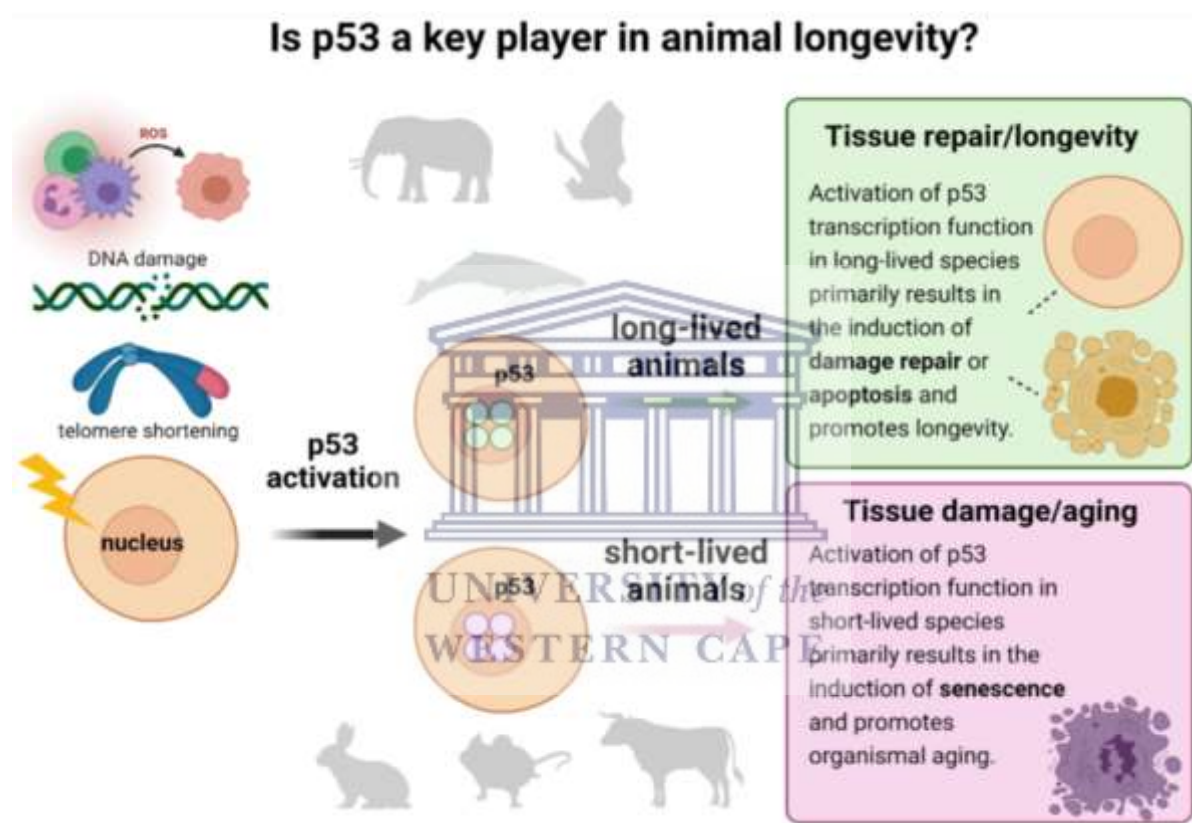 Is p53 a key player in animal longevity?
ROS
DNA damage
telomere shortening
nucleus
p53
activation
p53
long-lived
animals
p53
short-lived
animals
UNIVERSITY of the
WESTERN CAPE
Tissue repair/longevity
Activation of p53
transcription function
in long-lived species
primarily results in
the induction of
damage repair or
apoptosis and
promotes longevity.
Tissue damage/aging
Activation of p53
transcription function in
short-lived species
primarily results in the
induction of senescence
and promotes
organismal aging.